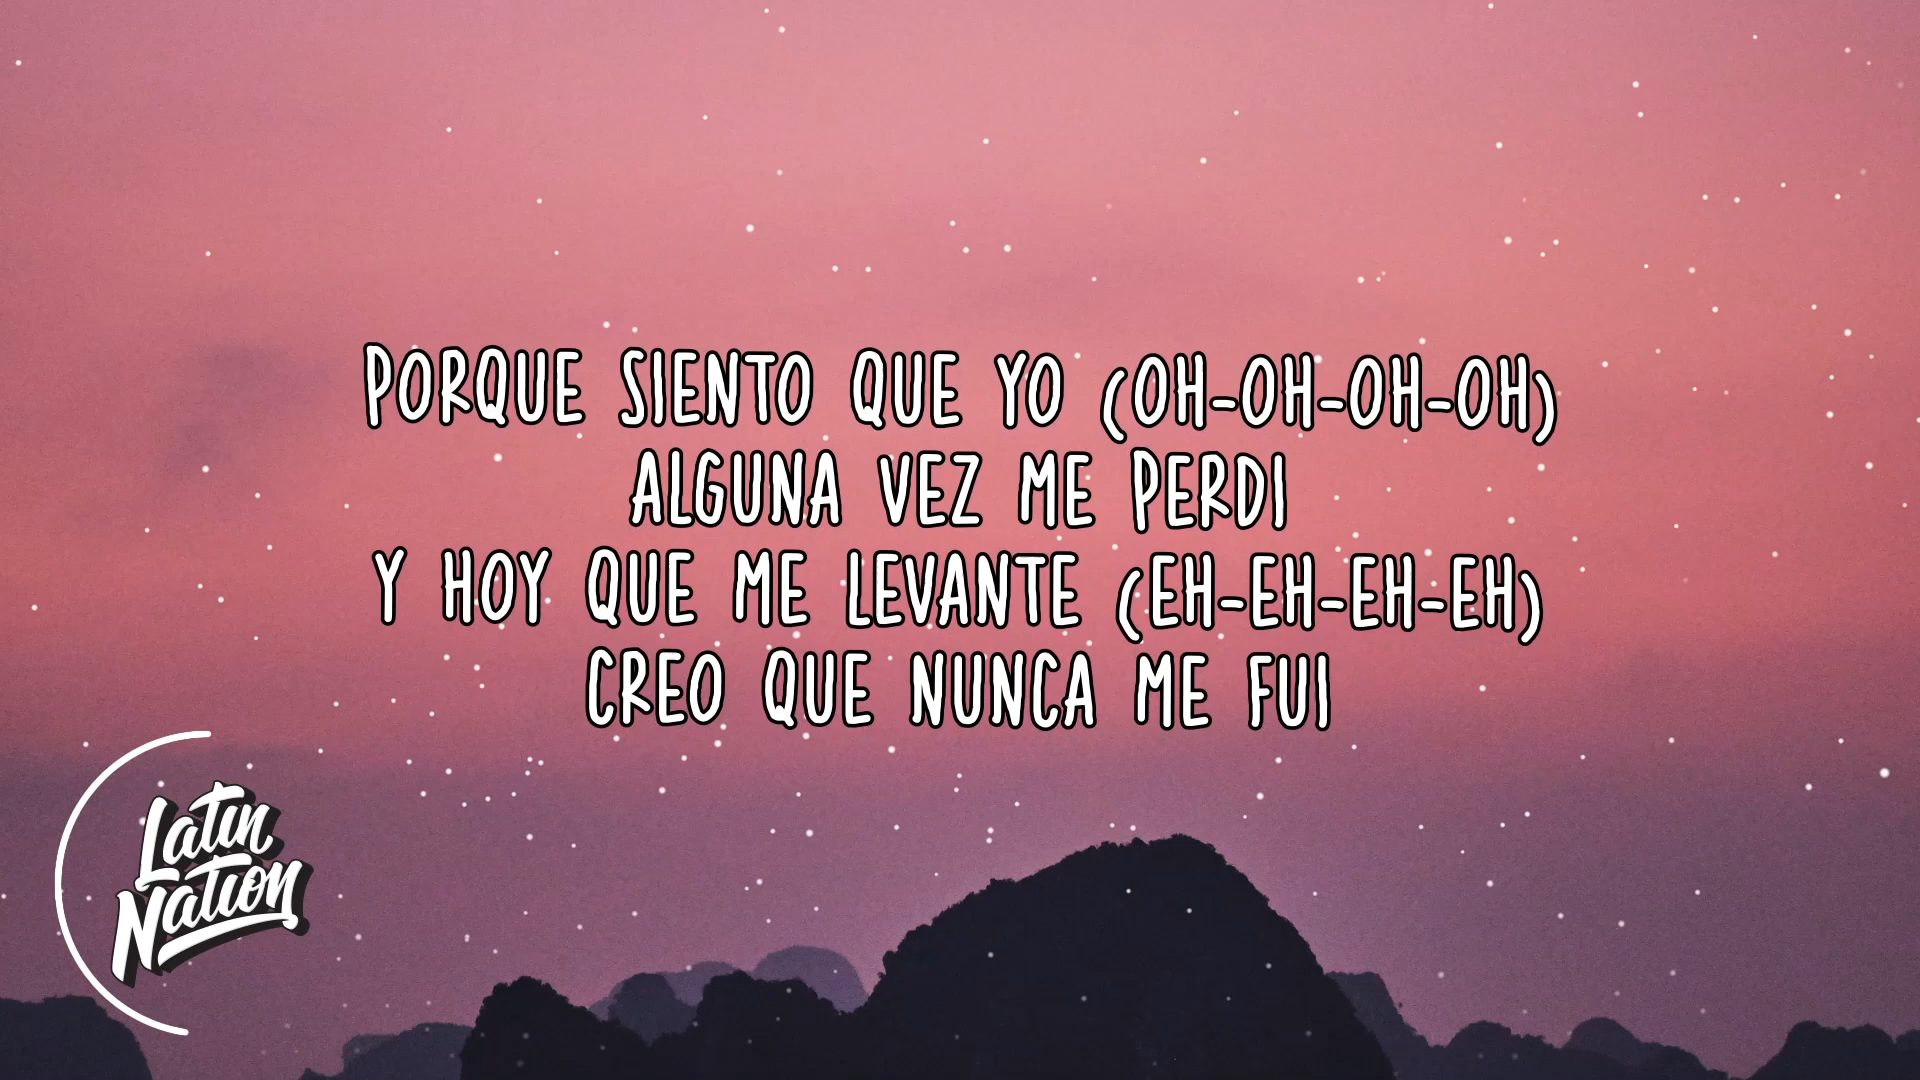 PORQUE SIENTO QUE YO (OH-OH-OH-OH)
ALGUNA VEZ ME PERDI
Y HOY QUE ME LEVANTE (EH-EH-EH-EH)
CREO QUE NUNCA ME FUI
Latin
Nation